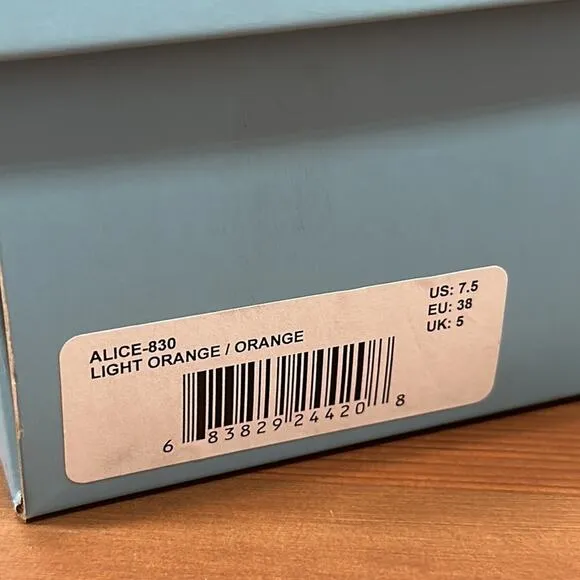 ALICE-830
LIGHT ORANGE / ORANGE
US: 7.5
EU: 38
UK: 5
6 83829 24420 8